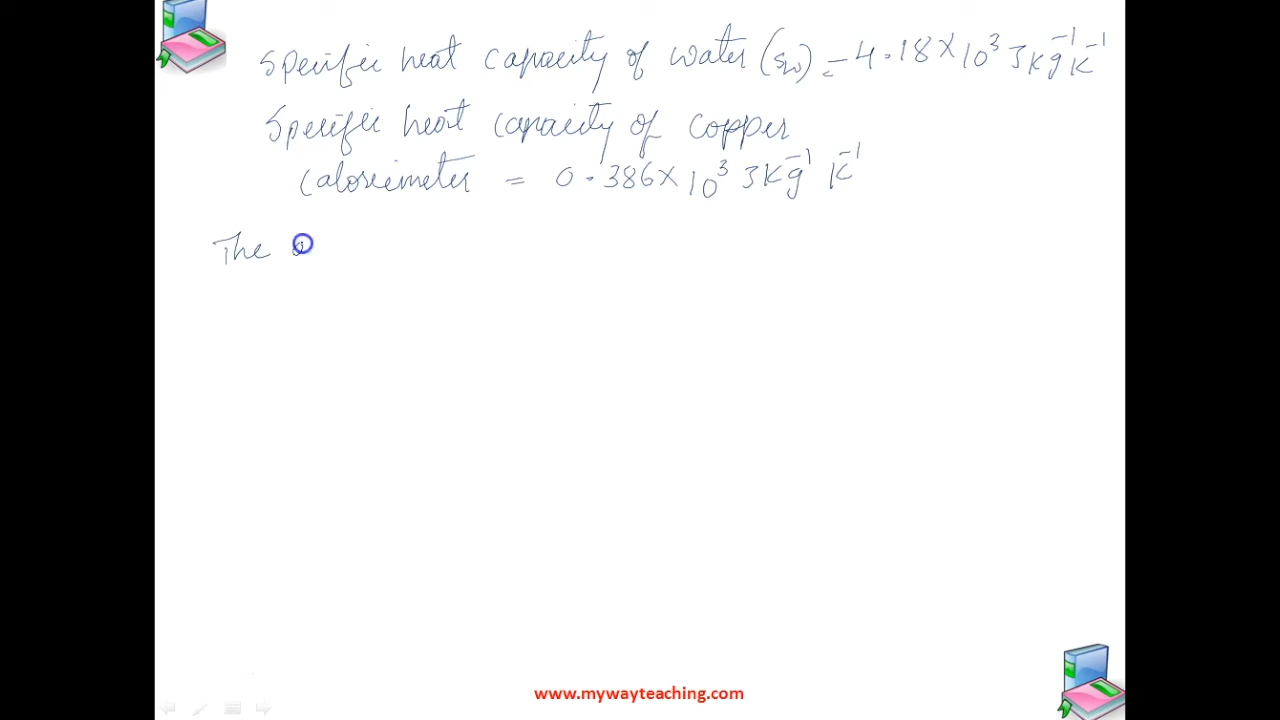 Specific heat capacity of water (sw) = 4.18 × 10³ J kg⁻¹ K⁻¹
Specific heat capacity of copper
calorimeter = 0.386 × 10³ J Kg⁻¹ K⁻¹
The
www.mywayteaching.com